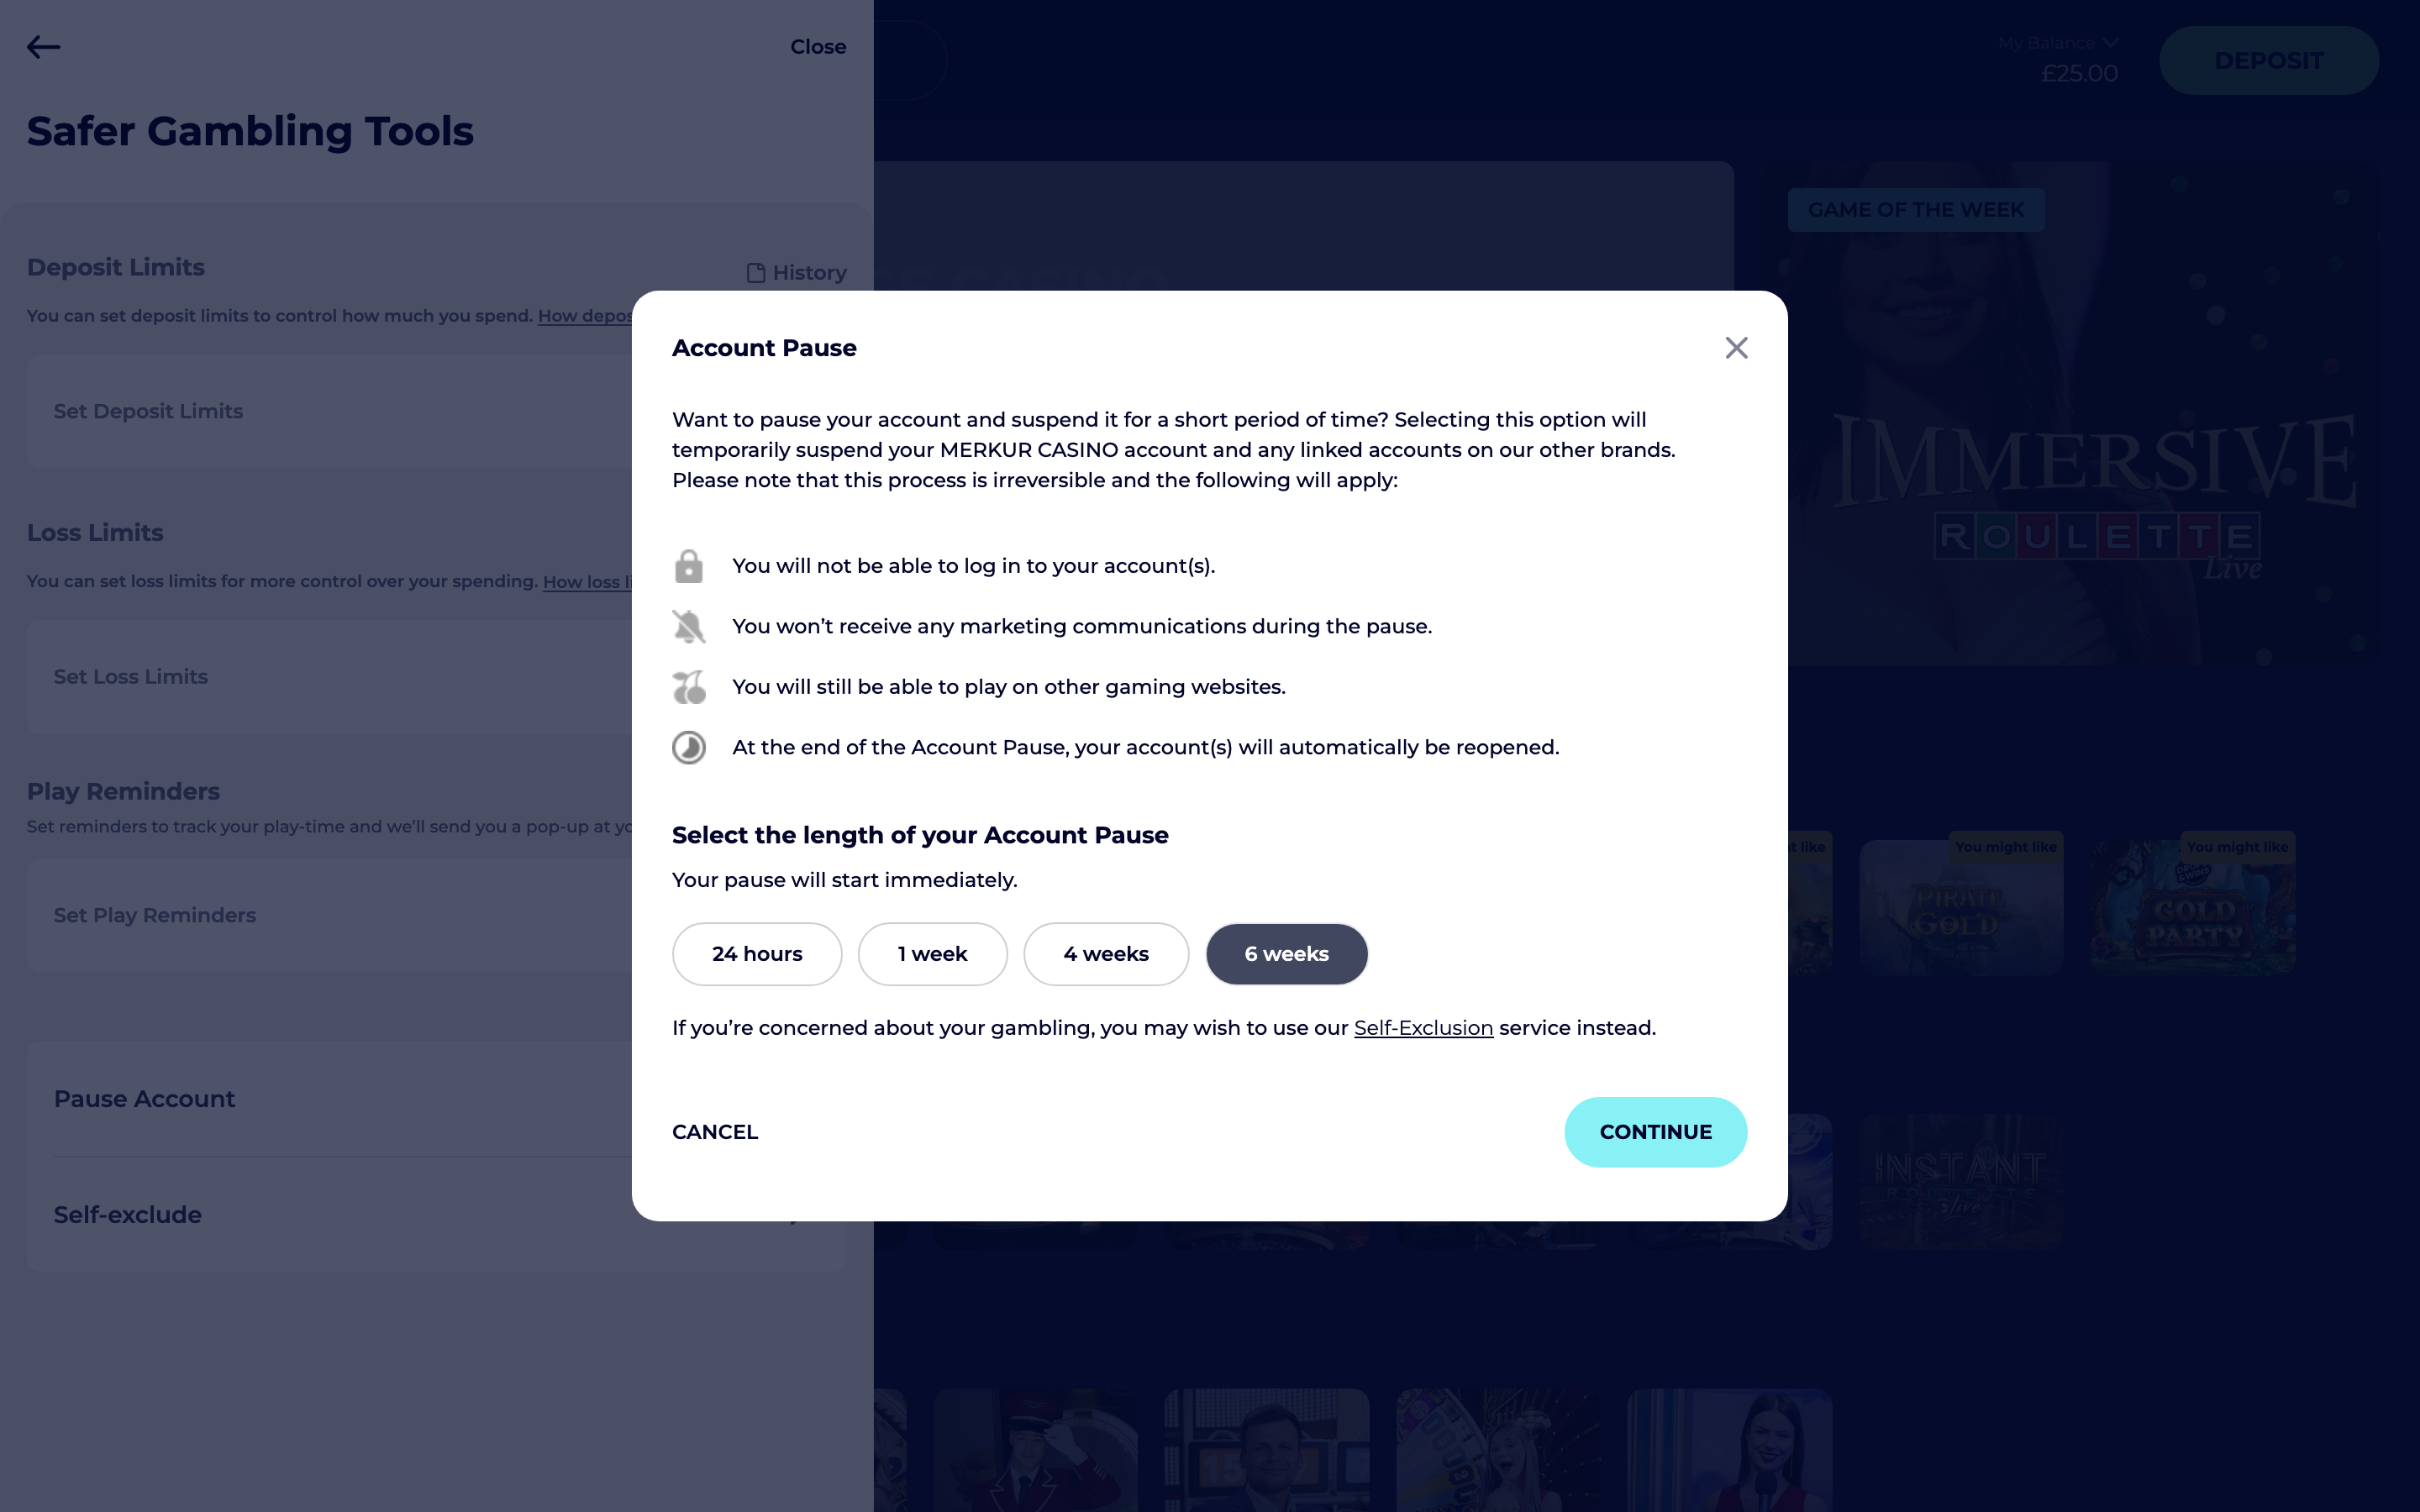 Close
My Balance
£25.00
DEPOSIT
Safer Gambling Tools
GAME OF THE WEEK
Deposit Limits
History
You can set deposit limits to control how much you spend. How
Set Deposit Limits
Loss Limits
You can set loss limits for more control over your spending. How loss
Set Loss Limits
Play Reminders
Set reminders to track your play-time and we'll send you a pop-up at
Set Play Reminders
Pause Account
Self-exclude
Account Pause
Want to pause your account and suspend it for a short period of time? Selecting this option will
temporarily suspend your MERKUR CASINO account and any linked accounts on our other brands.
Please note that this process is irreversible and the following will apply:
You will not be able to log in to your account(s).
You won’t receive any marketing communications during the pause.
You will still be able to play on other gaming websites.
At the end of the Account Pause, your account(s) will automatically be reopened.
Select the length of your Account Pause
Your pause will start immediately.
24 hours
1 week
4 weeks
6 weeks
If you’re concerned about your gambling, you may wish to use our Self-Exclusion service instead.
CANCEL
CONTINUE
IMMERSIVE
ROULETTE
Live
like
You might like
You might like
PIRATE
GOLD
GOLD
PARTY
INSTANT
ROULETTE